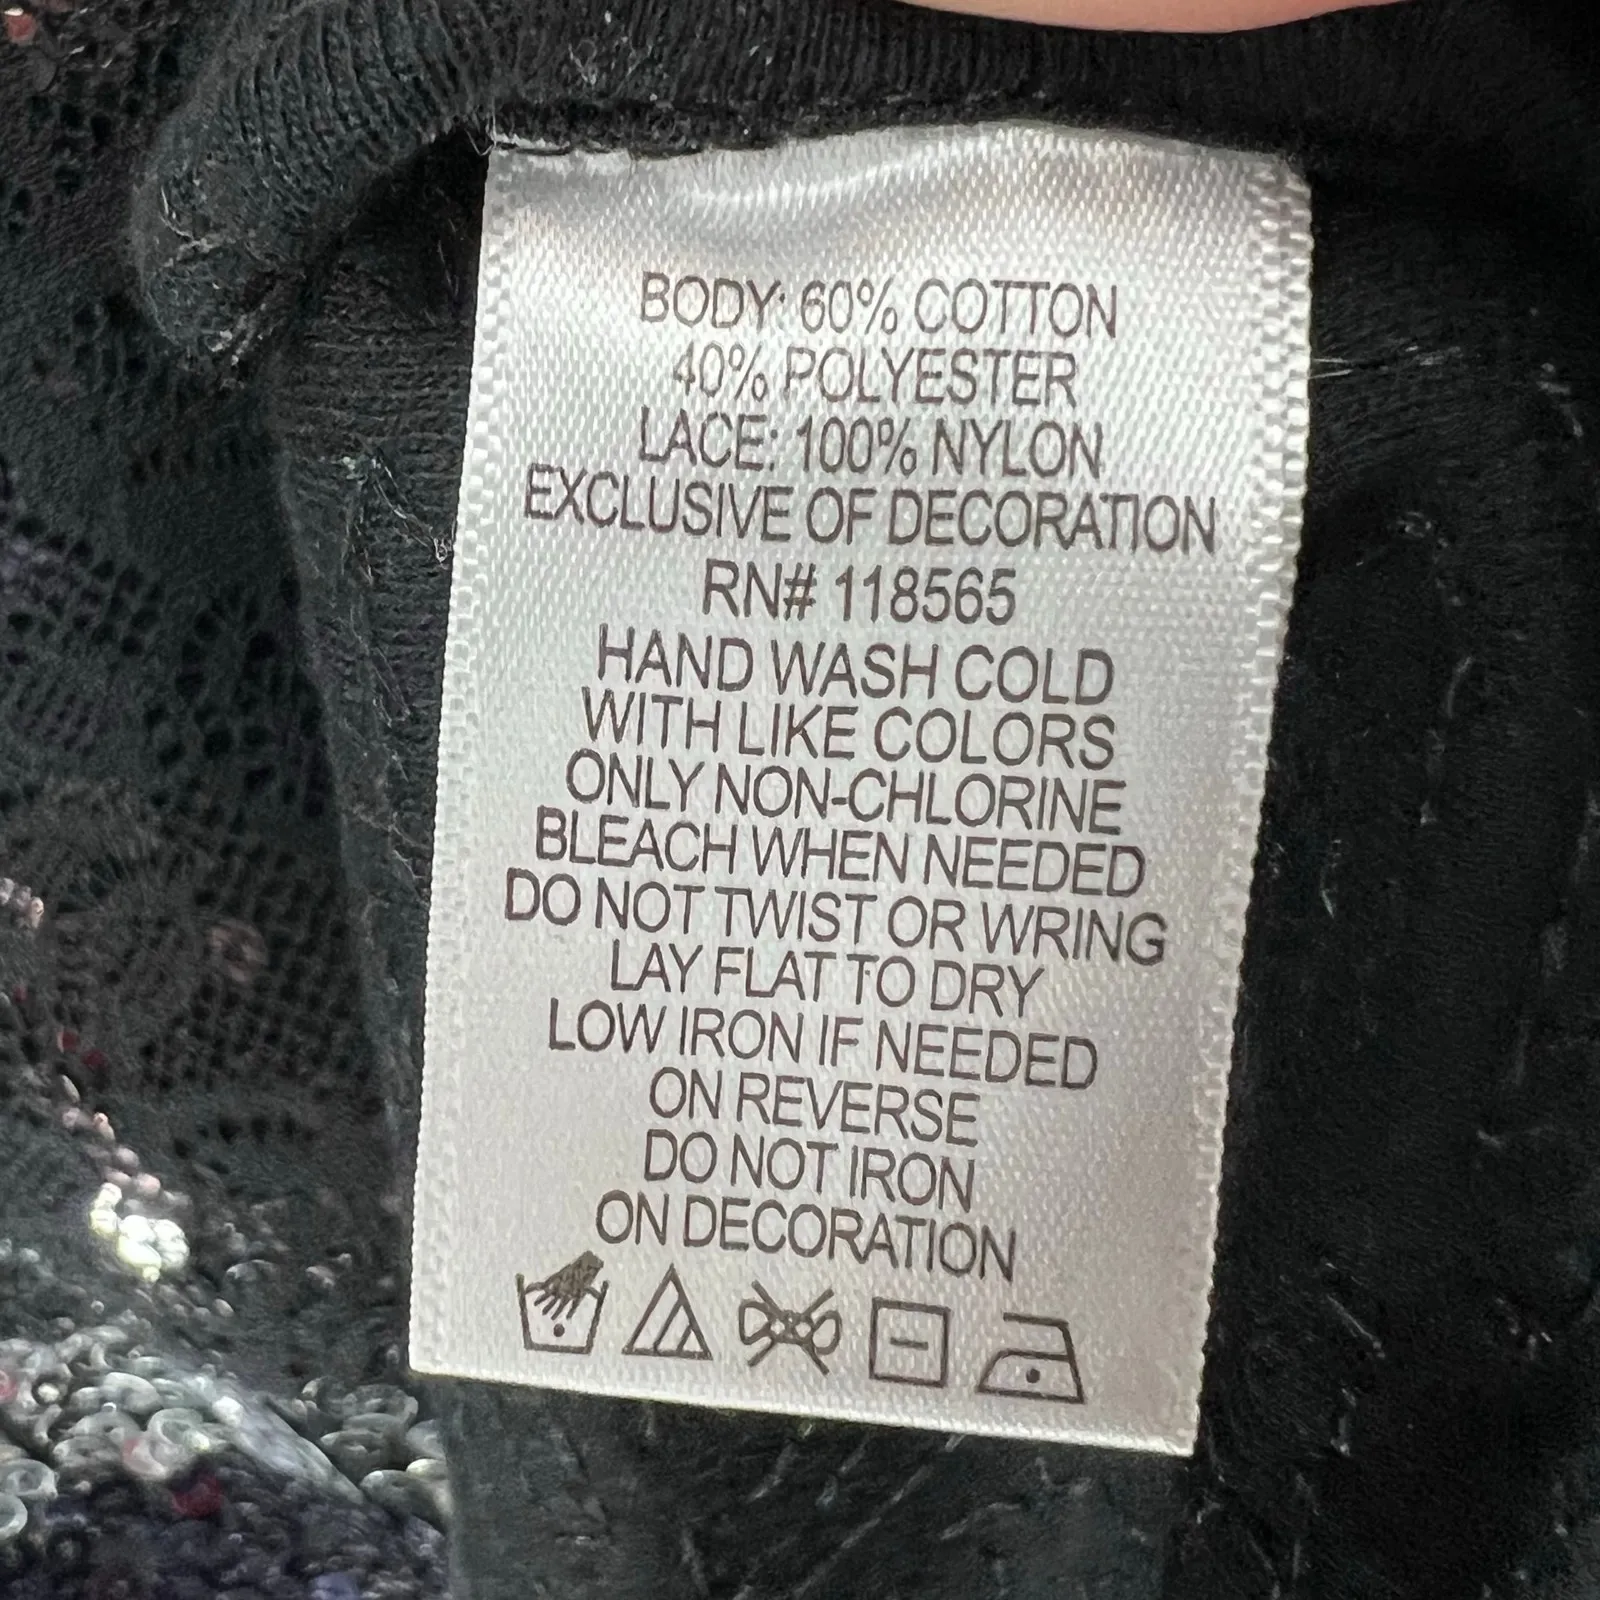 BODY: 60% COTTON
40% POLYESTER
LACE: 100% NYLON
EXCLUSIVE OF DECORATION
RN# 118565
HAND WASH COLD
WITH LIKE COLORS
ONLY NON-CHLORINE
BLEACH WHEN NEEDED
DO NOT TWIST OR WRING
LAY FLAT TO DRY
LOW IRON IF NEEDED
ON REVERSE
DO NOT IRON
ON DECORATION